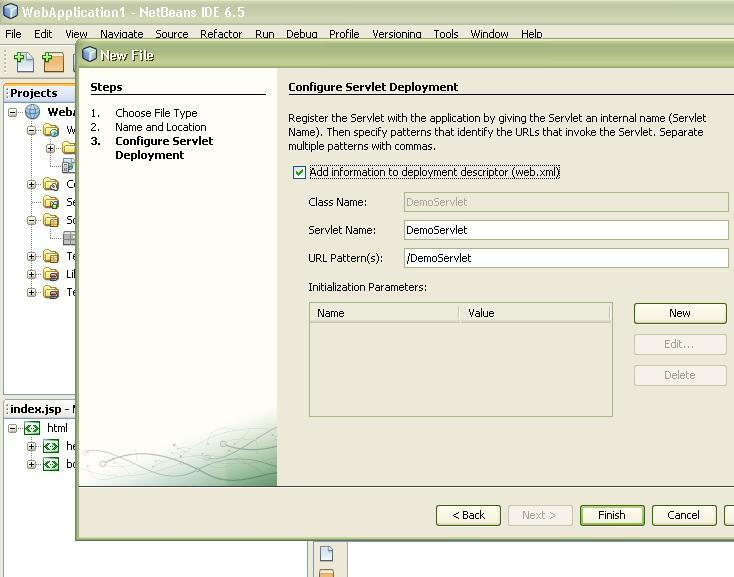 WebApplication1 - NetBeans IDE 6.5
File Edit View Navigate Source Refactor Run Debug Profile Versioning Tools Window Help
New File
Projects
Steps
1. Choose File Type
2. Name and Location
3. Configure Servlet
Deployment
Configure Servlet Deployment
Register the Servlet with the application by giving the Servlet an internal name (Servlet
Name). Then specify patterns that identify the URLs that invoke the Servlet. Separate
multiple patterns with commas.
Add information to deployment descriptor (web.xml)
Class Name: DemoServlet
Servlet Name: DemoServlet
URL Pattern(s): /DemoServlet
Initialization Parameters:
Name Value
New
Edit...
Delete
index.jsp -
html
< Back Next > Finish Cancel